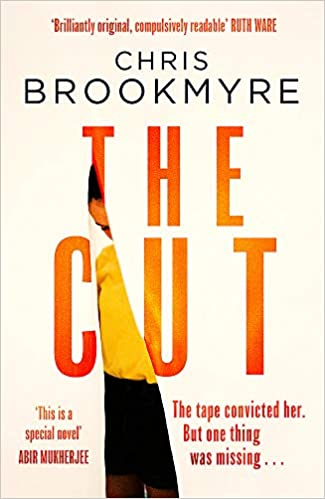 ‘Brilliantly original, compulsively readable’ RUTH WARE
CHRIS
BROOKMYRE
THE
CUT
‘This is a
special novel’
ABIR MUKHERJEE
The tape convicted her.
But one thing
was missing . . .